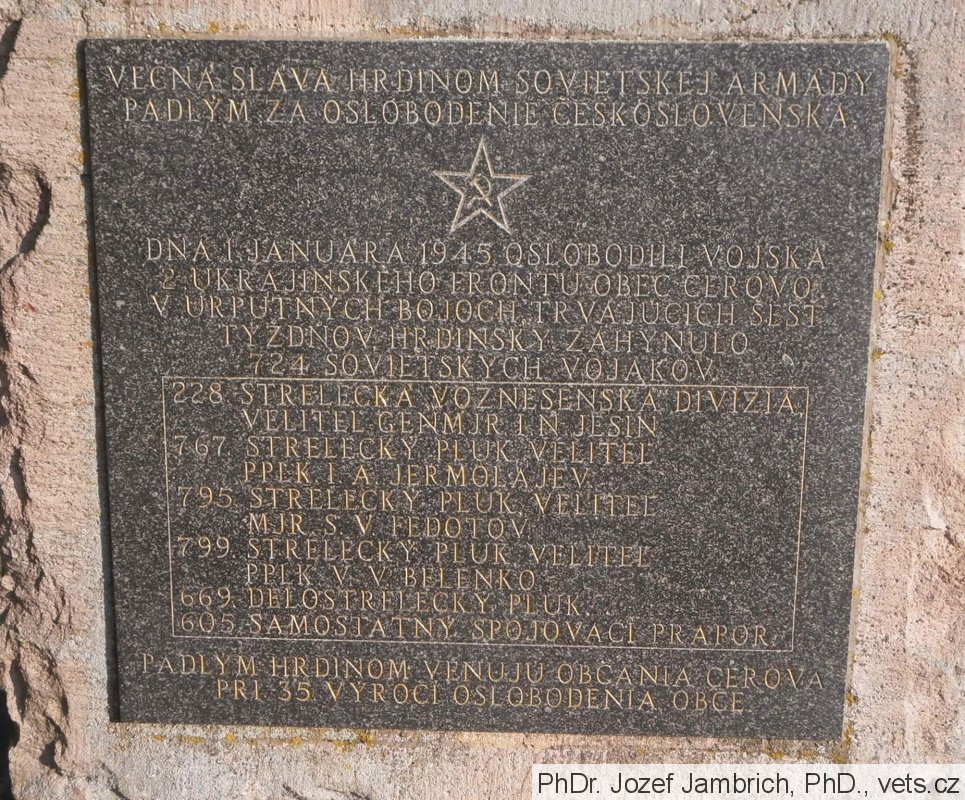 VEČNÁ SLÁVA HRDINOM SOVIETSKEJ ARMÁDY
PADLÝM ZA OSLOBODENIE ČESKOSLOVENSKA.
DŇA 1. JANUÁRA 1945 OSLOBODILI VOJSKÁ
2. UKRAJINSKÉHO FRONTU OBEC CEROVO.
V ÚRPUTNÝCH BOJOCH, TRVAJÚCICH ŠESŤ
TÝŽDŇOV HRDINSKY ZAHYNULO
724 SOVIETSKYCH VOJAKOV.
228. STRELECKÁ VOZNESENSKÁ DIVÍZIA,
VELITEĽ GENMJR I. N. JESIN
767. STRELECKÝ PLUK VELITEĽ
PPLK I. A. JERMOLAJEV.
795. STRELECKÝ PLUK VELITEĽ
MJR. S. V. FEDOTOV.
799. STRELECKÝ PLUK VELITEĽ
PPLK V. V. BELENKO
669. DELOSTRELECKÝ PLUK.
605. SAMOSTATNÝ SPOJOVACÍ PRÁPOR.
PADLÝM HRDINOM VENUJÚ OBČANIA CEROVA
PRI 35. VÝROČÍ OSLOBODENIA OBCE.
PhDr. Jozef Jambrich, PhD., vets.cz